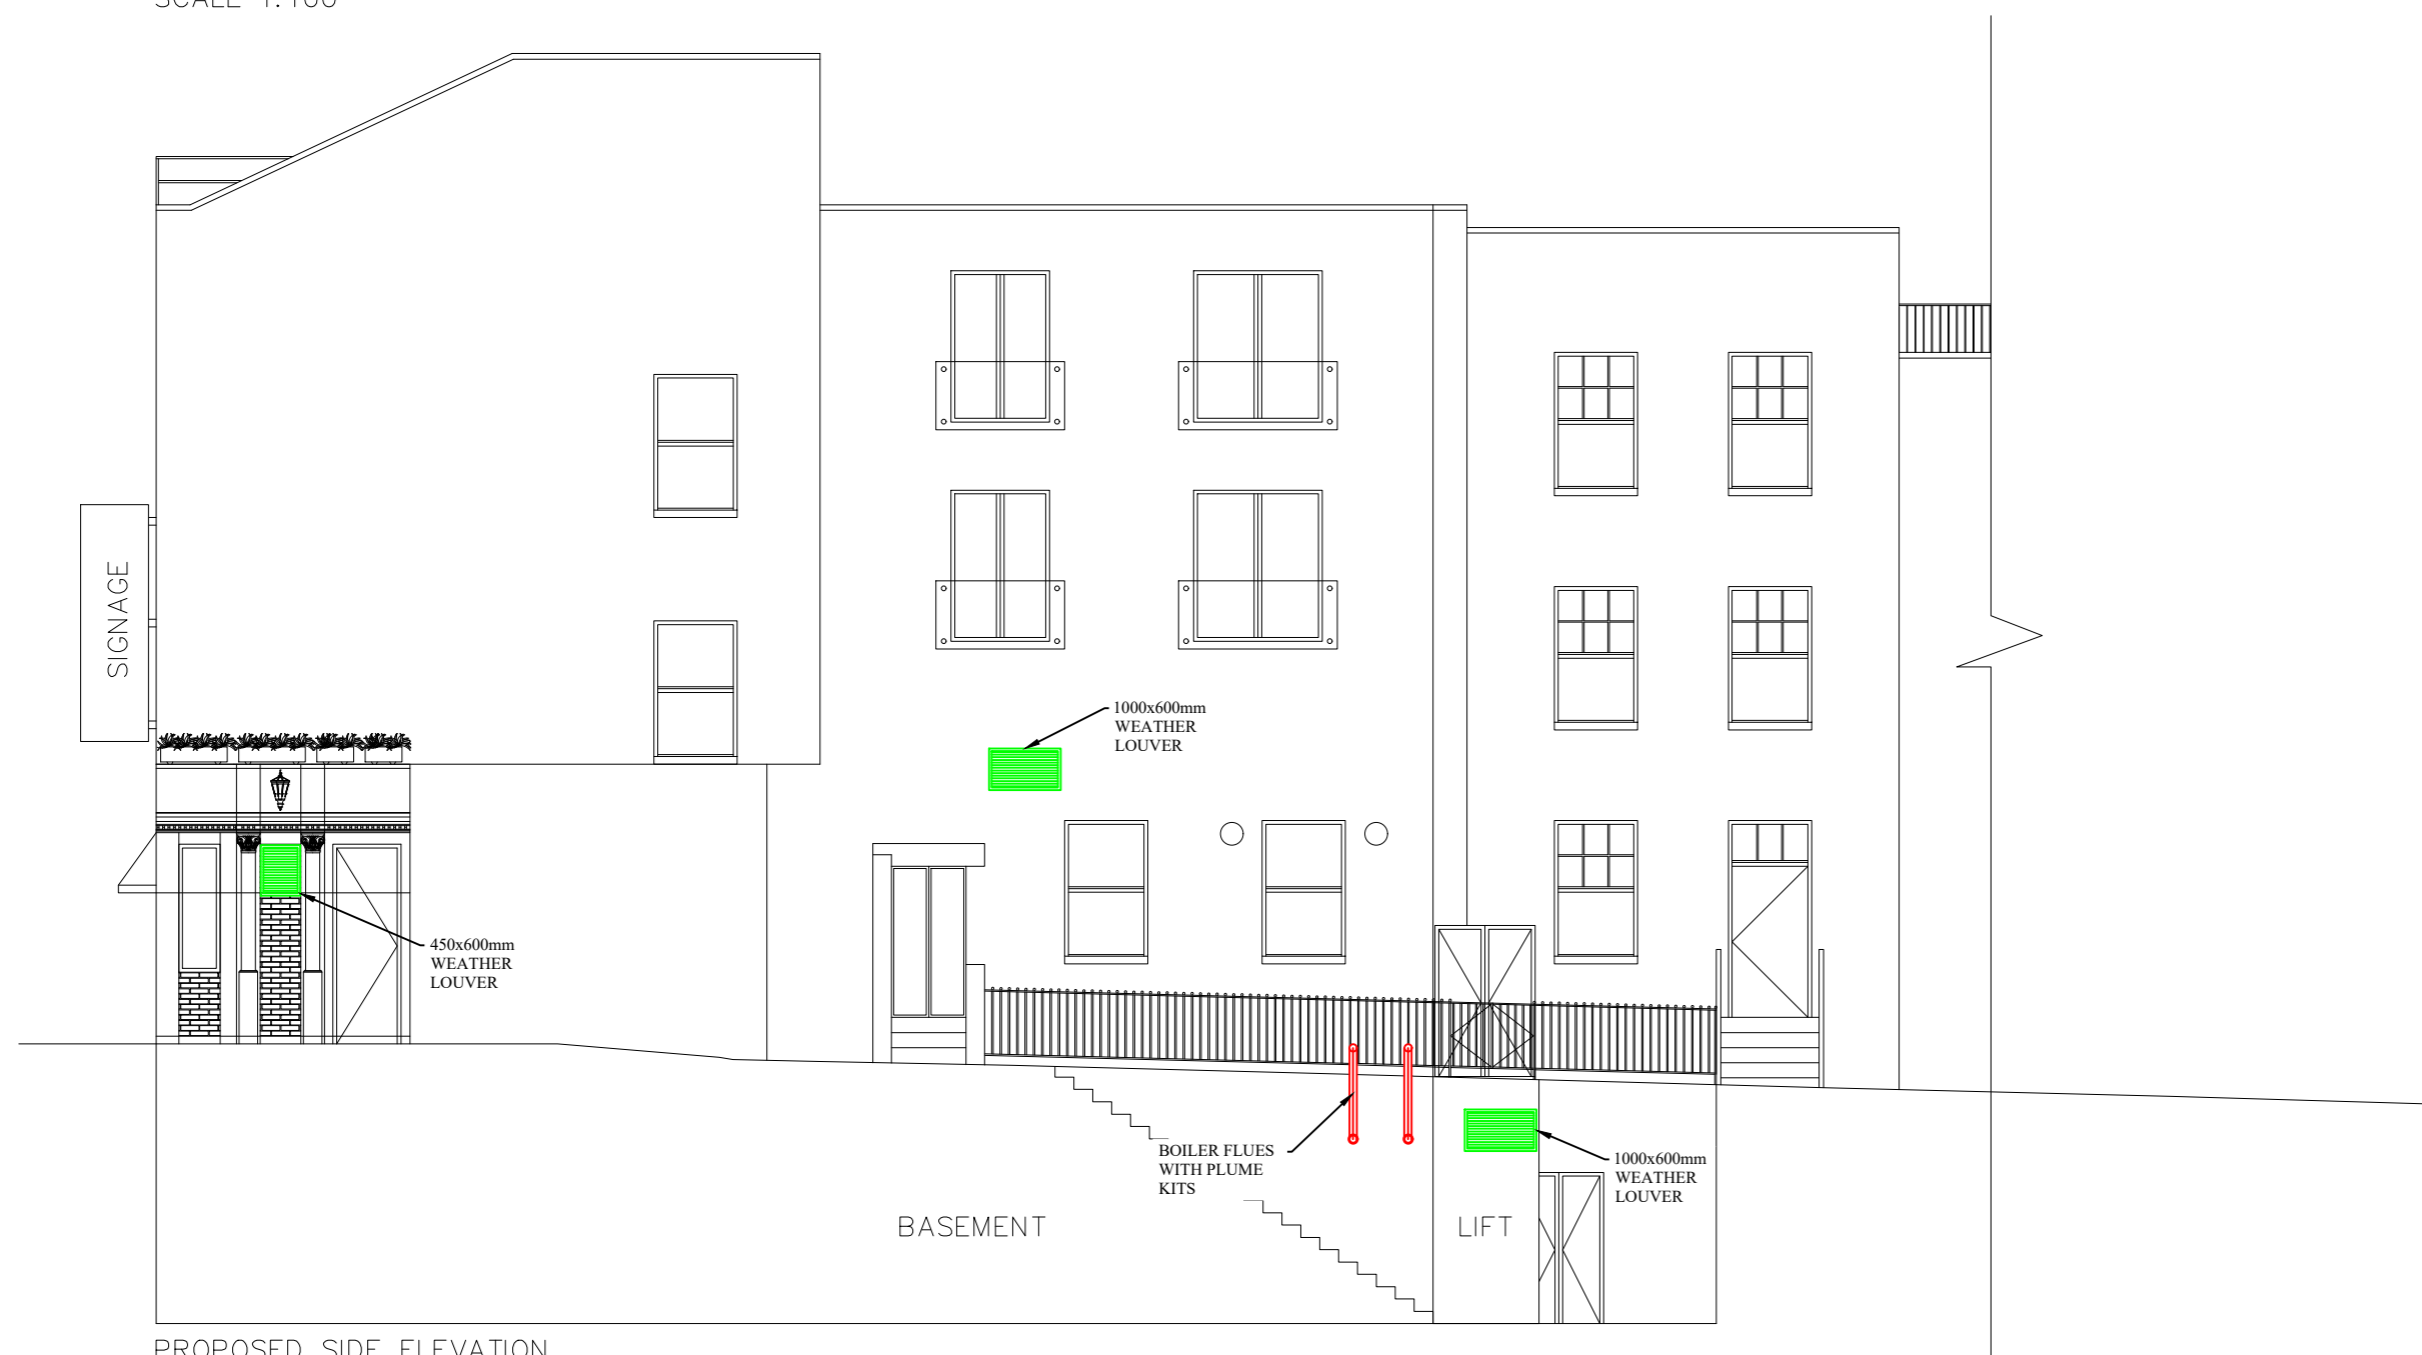 SCALE 1:100
SIGNAGE
1000x600mm
WEATHER
LOUVER
450x600mm
WEATHER
LOUVER
BOILER FLUES
WITH PLUME
KITS
1000x600mm
WEATHER
LOUVER
BASEMENT
LIFT
PROPOSED SIDE ELEVATION